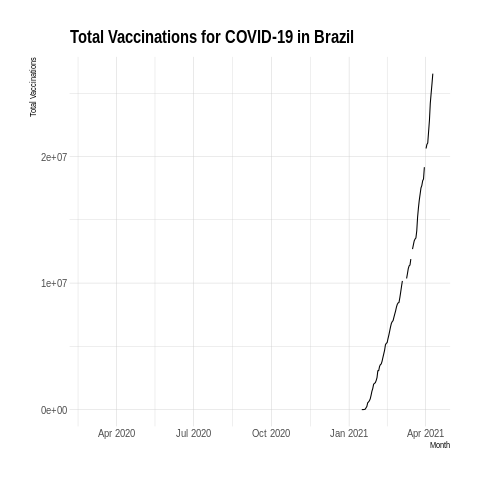 Total Vaccinations for COVID-19 in Brazil
Total Vaccinations
2e+07
1e+07
0e+00
Apr 2020 Jul 2020 Oct 2020 Jan 2021 Apr 2021
Month